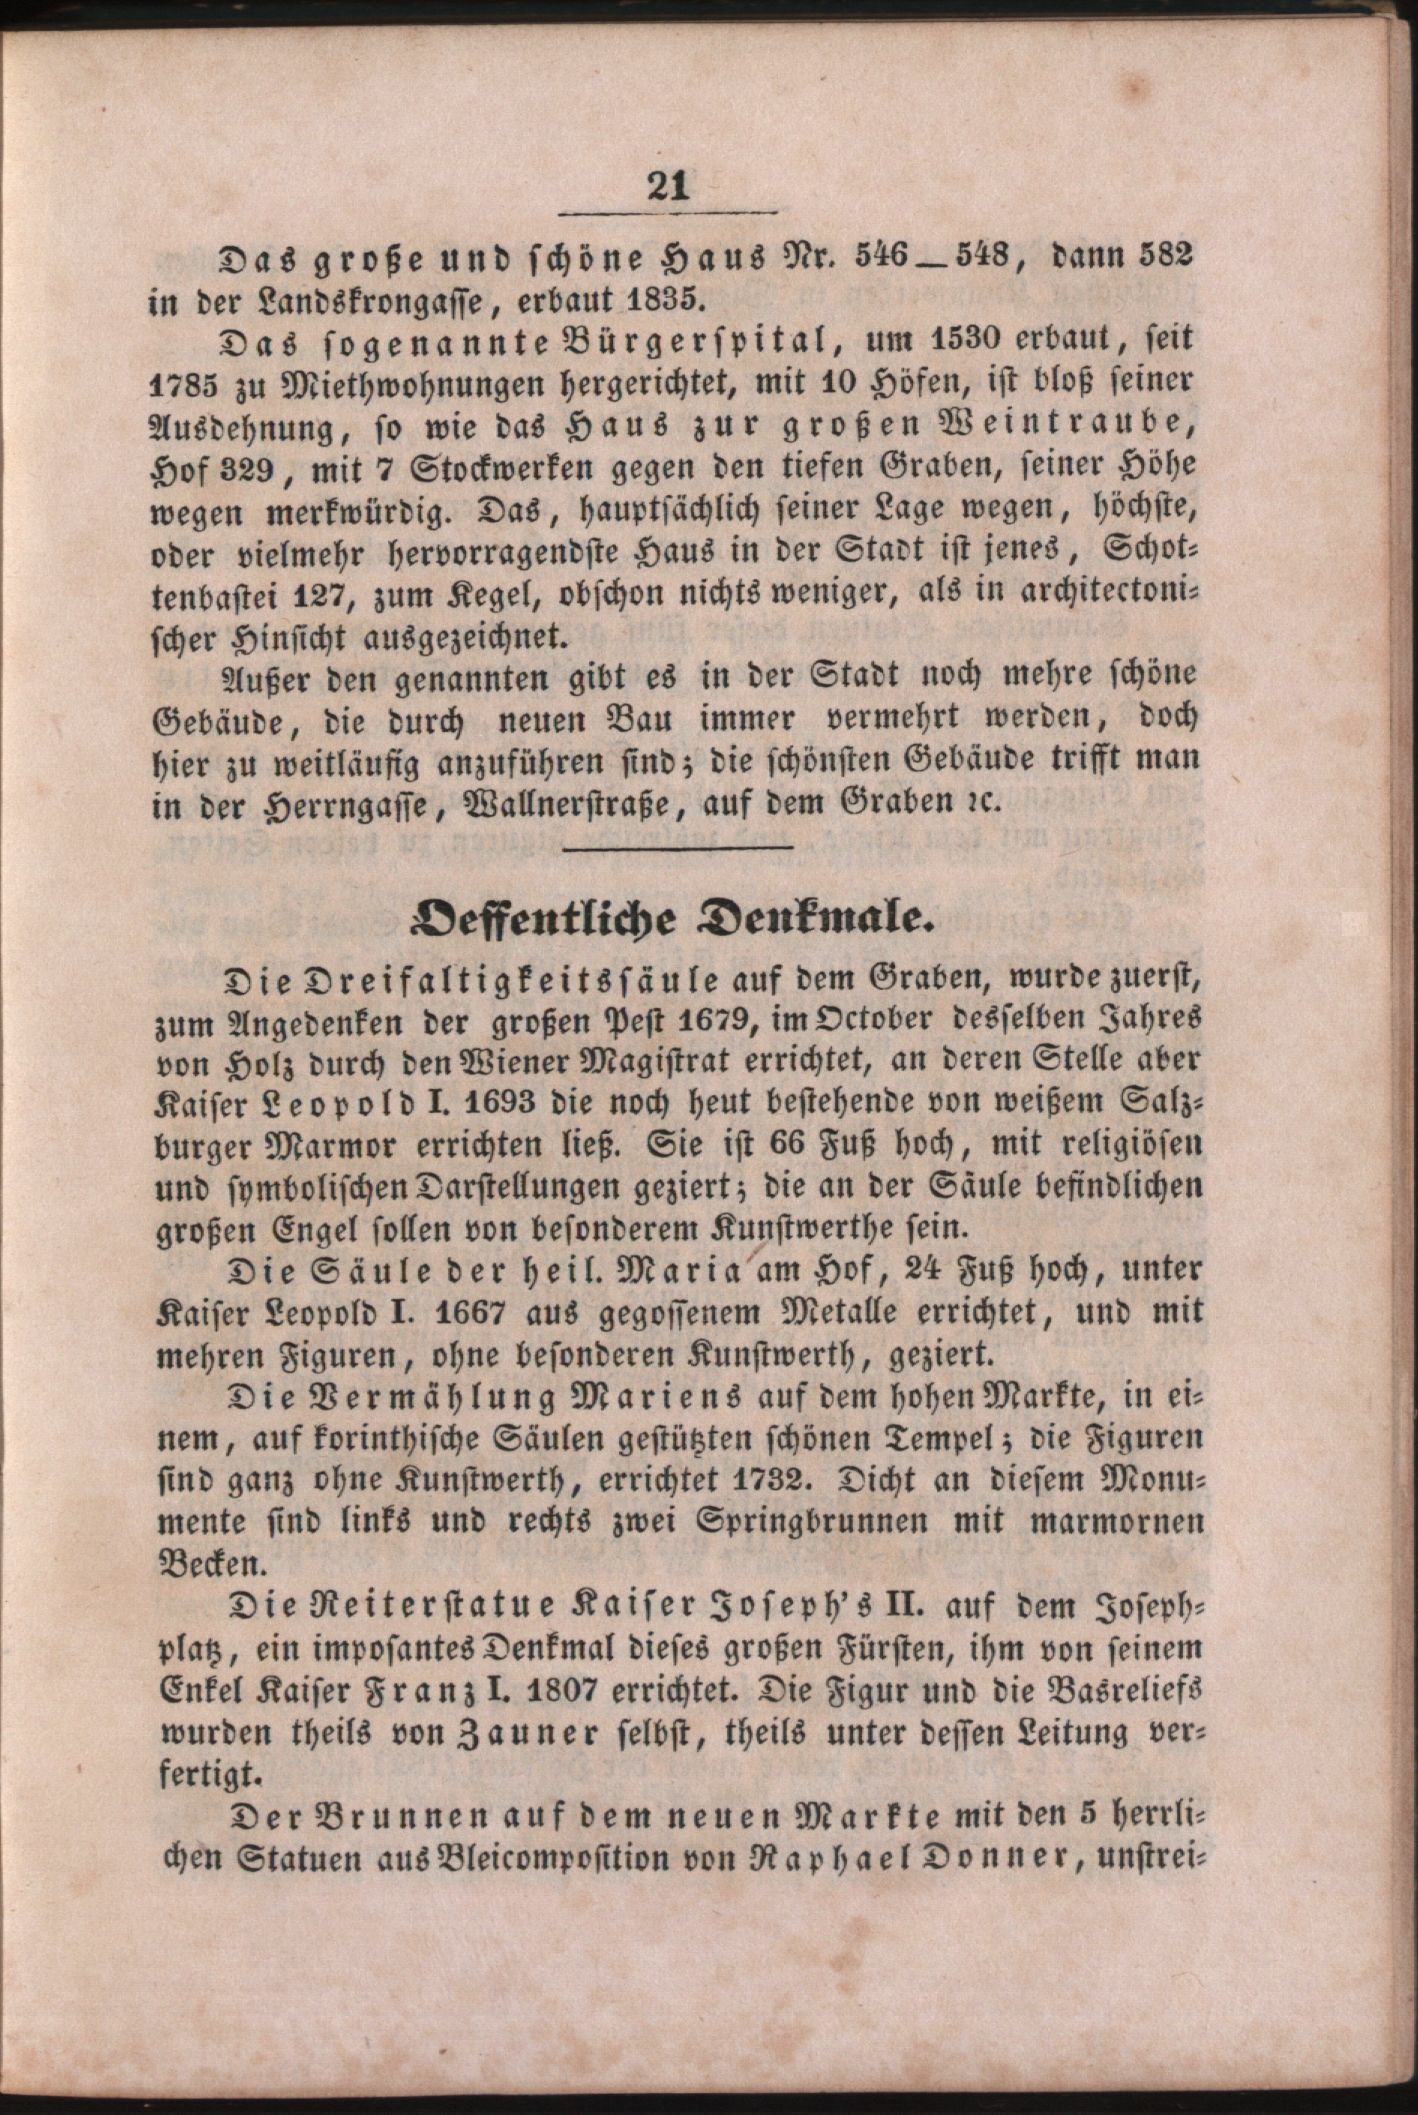 21
Das große und schöne Haus Nr. 546—548, dann 582
in der Landskrongasse, erbaut 1835.
Das sogenannte Bürgerspital, um 1530 erbaut, seit
1785 zu Miethwohnungen hergerichtet, mit 10 Höfen, ist bloß seiner
Ausdehnung, so wie das Haus zur großen Weintraube,
Hof 329, mit 7 Stockwerken gegen den tiefen Graben, seiner Höhe
wegen merkwürdig. Das, hauptsächlich seiner Lage wegen, höchste,
oder vielmehr hervorragendste Haus in der Stadt ist jenes, Schot-
tenbastei 127, zum Kegel, obschon nichts weniger, als in architectoni-
scher Hinsicht ausgezeichnet.
Außer den genannten gibt es in der Stadt noch mehre schöne
Gebäude, die durch neuen Bau immer vermehrt werden, doch
hier zu weitläufig anzuführen sind; die schönsten Gebäude trifft man
in der Herrngasse, Wallnerstraße, auf dem Graben ꝛc.
Oeffentliche Denkmale.
Die Dreifaltigkeitssäule auf dem Graben, wurde zuerst,
zum Angedenken der großen Pest 1679, im October desselben Jahres
von Holz durch den Wiener Magistrat errichtet, an deren Stelle aber
Kaiser Leopold I. 1693 die noch heut bestehende von weißem Salz-
burger Marmor errichten ließ. Sie ist 66 Fuß hoch, mit religiösen
und symbolischen Darstellungen geziert; die an der Säule befindlichen
großen Engel sollen von besonderem Kunstwerthe sein.
Die Säule der heil. Maria am Hof, 24 Fuß hoch, unter
Kaiser Leopold I. 1667 aus gegossenem Metalle errichtet, und mit
mehren Figuren, ohne besonderen Kunstwerth, geziert.
Die Vermählung Mariens auf dem hohen Markte, in ei-
nem, auf korinthische Säulen gestützten schönen Tempel; die Figuren
sind ganz ohne Kunstwerth, errichtet 1732. Dicht an diesem Monu-
mente sind links und rechts zwei Springbrunnen mit marmornen
Becken.
Die Reiterstatue Kaiser Joseph's II. auf dem Joseph-
platz, ein imposantes Denkmal dieses großen Fürsten, ihm von seinem
Enkel Kaiser Franz I. 1807 errichtet. Die Figur und die Basreliefs
wurden theils von Zauner selbst, theils unter dessen Leitung ver-
fertigt.
Der Brunnen auf dem neuen Markte mit den 5 herrli-
chen Statuen aus Bleicomposition von Raphael Donner, unstrei-